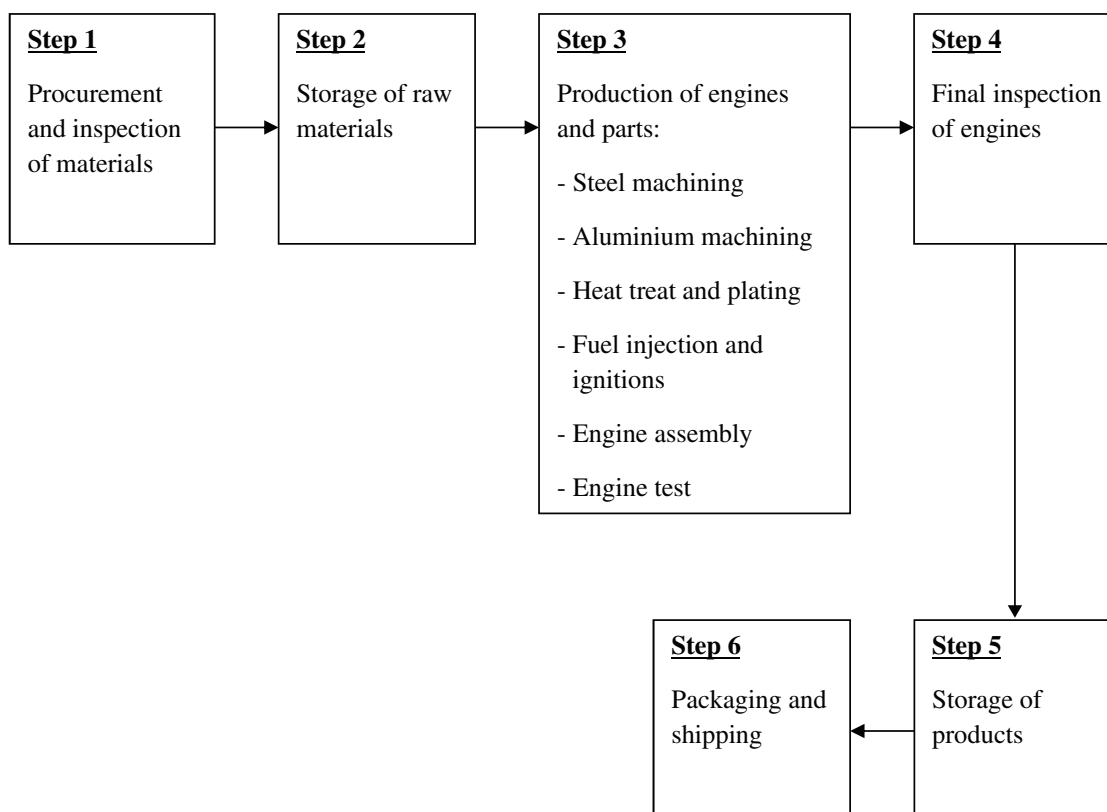 Step 1
Procurement
and inspection
of materials
Step 2
Storage of raw
materials
Step 3
Production of engines
and parts:
- Steel machining
- Aluminium machining
- Heat treat and plating
- Fuel injection and
ignitions
- Engine assembly
- Engine test
Step 4
Final inspection
of engines
Step 5
Storage of
products
Step 6
Packaging and
shipping